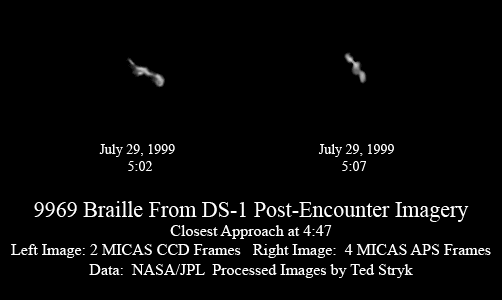 July 29, 1999
5:02
July 29, 1999
5:07
9969 Braille From DS-1 Post-Encounter Imagery
Closest Approach at 4:47
Left Image: 2 MICAS CCD Frames   Right Image:  4 MICAS APS Frames
Data:  NASA/JPL  Processed Images by Ted Stryk